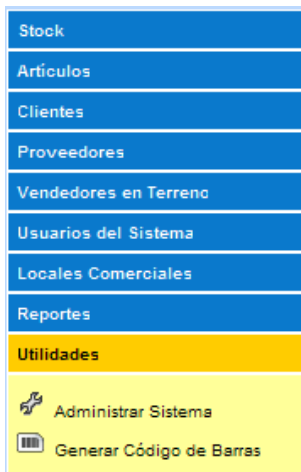 Stock
Artículos
Clientes
Proveedores
Vendedores en Terreno
Usuarios del Sistema
Locales Comerciales
Reportes
Utilidades
Administrar Sistema
Generar Código de Barras